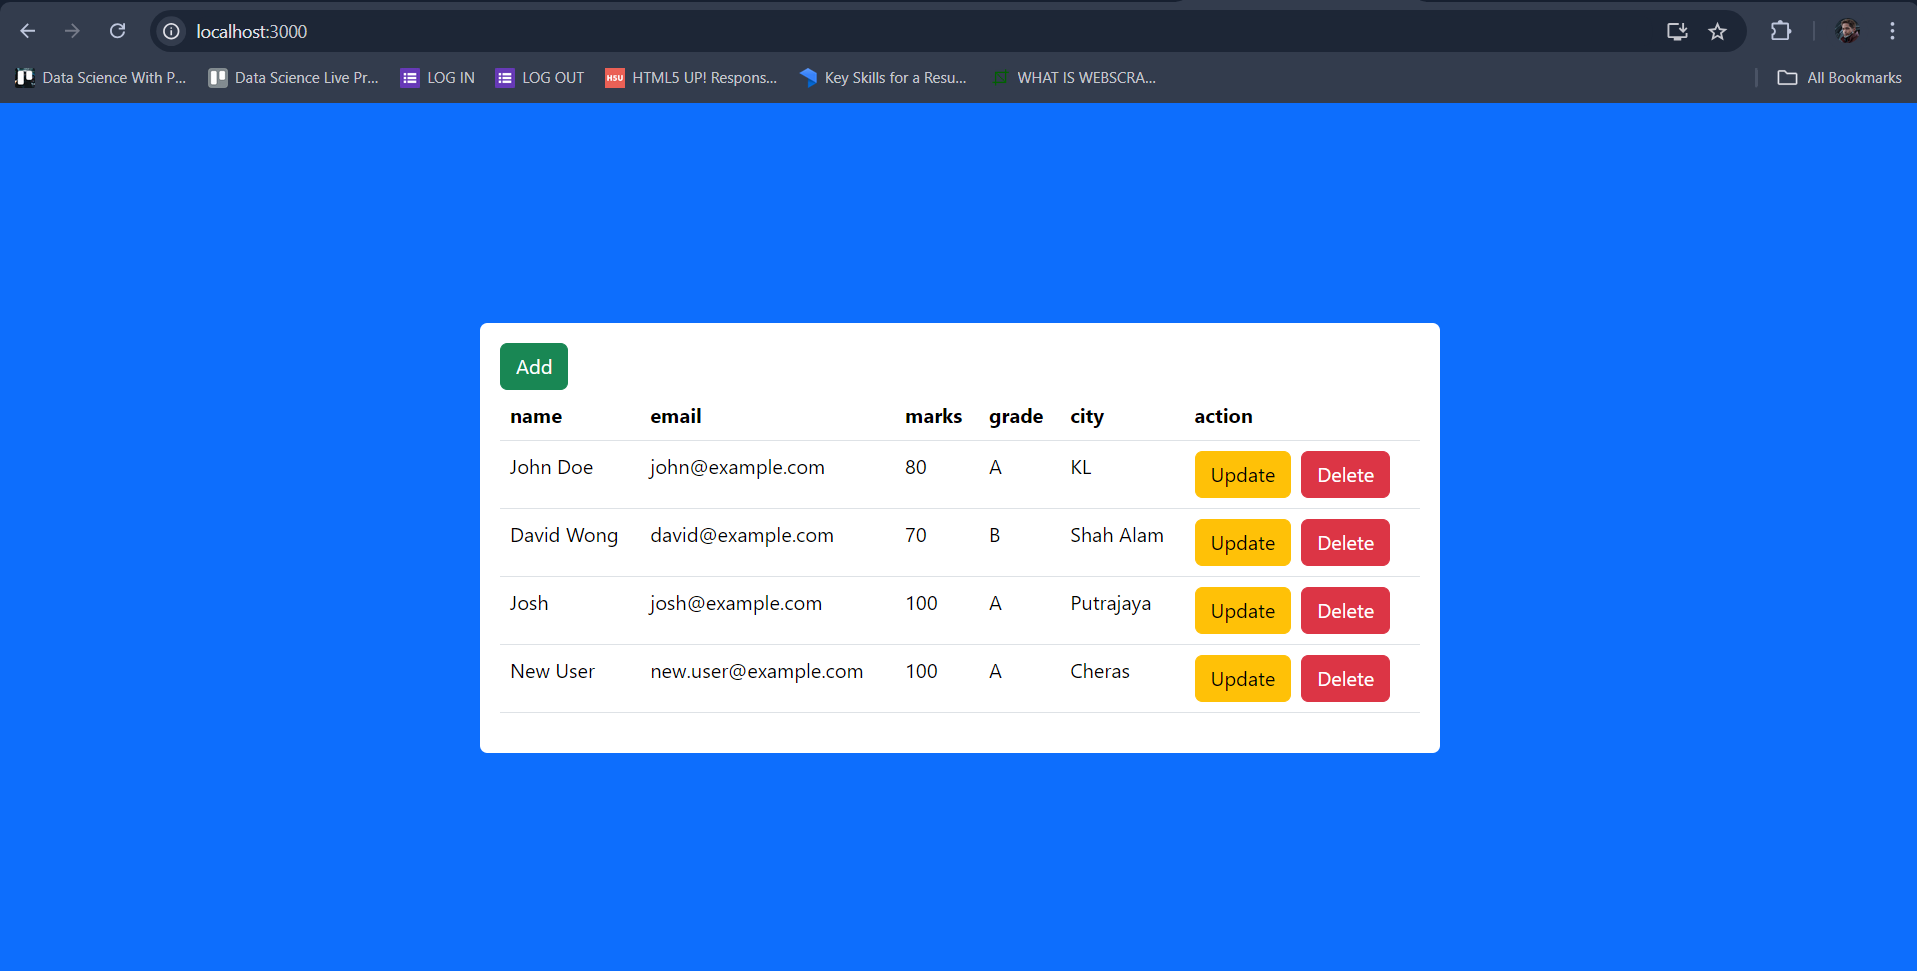 localhost:3000
Data Science With P... Data Science Live Pr... LOG IN LOG OUT HSU HTML5 UP! Respons... Key Skills for a Resu... WHAT IS WEBSCRA... All Bookmarks
Add
name email marks grade city action
John Doe john@example.com 80 A KL Update Delete
David Wong david@example.com 70 B Shah Alam Update Delete
Josh josh@example.com 100 A Putrajaya Update Delete
New User new.user@example.com 100 A Cheras Update Delete